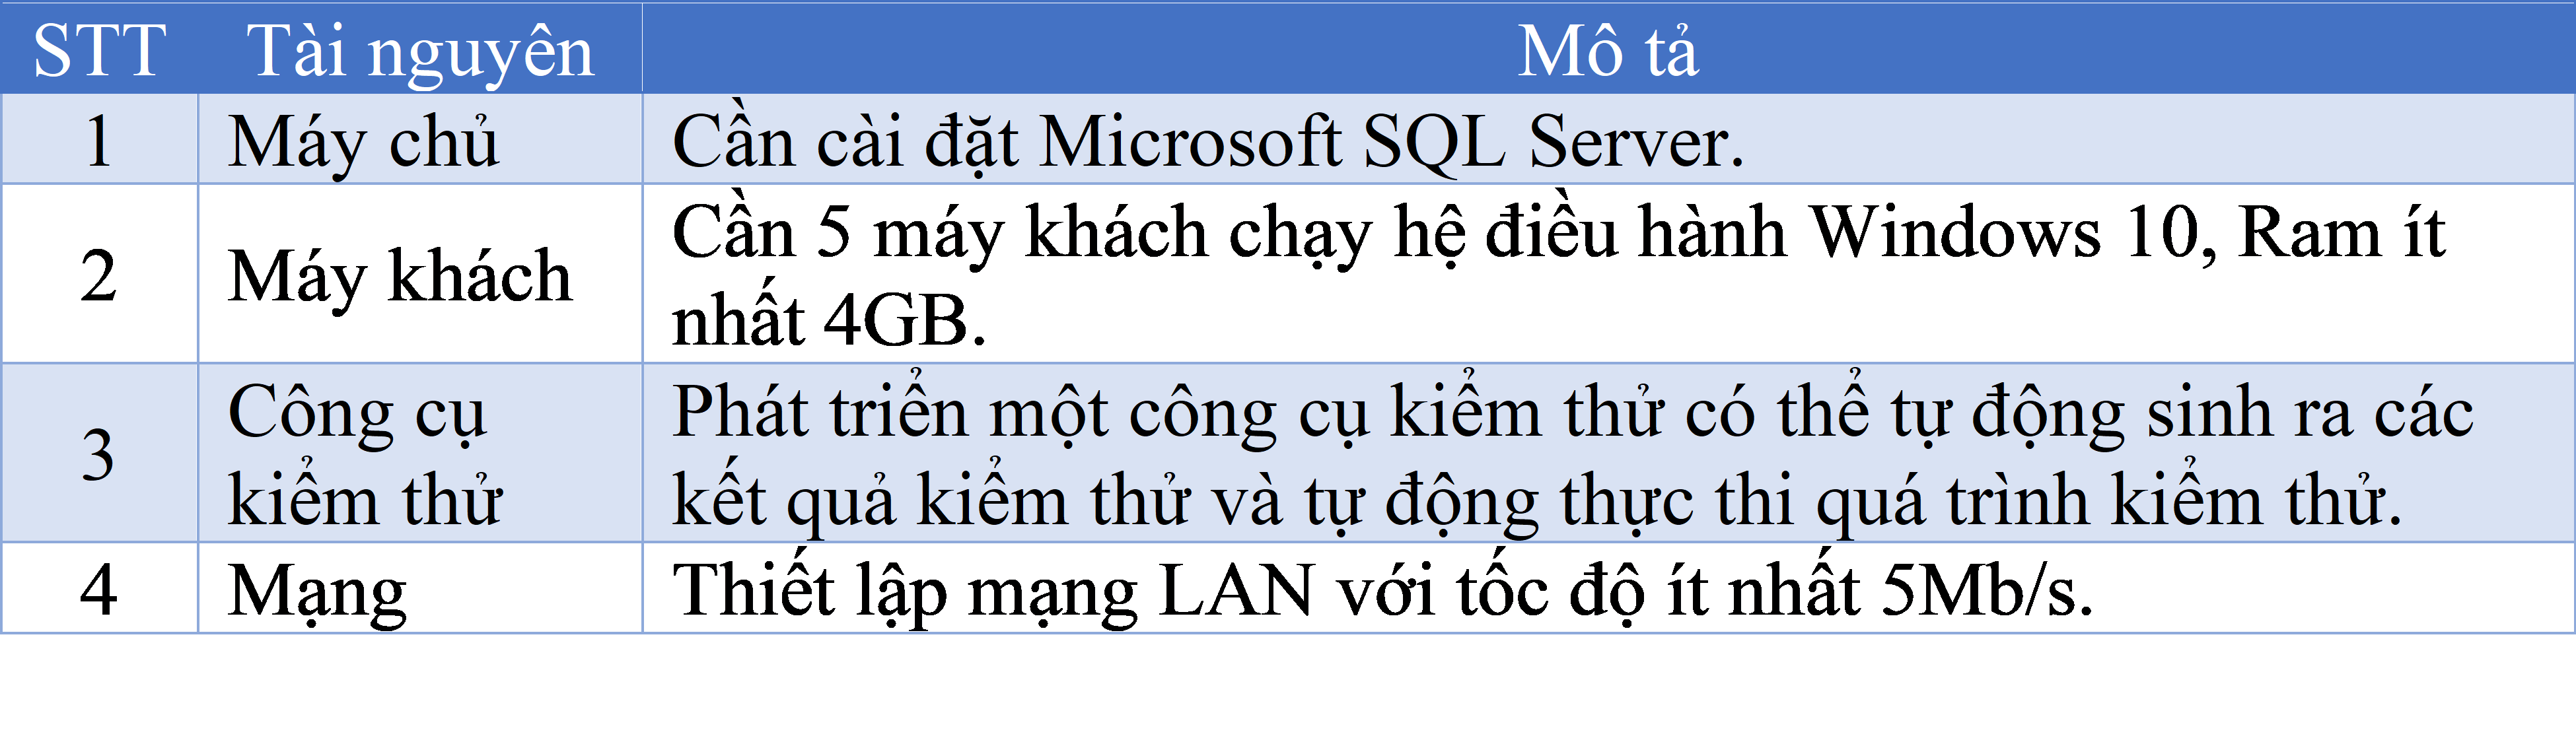 STT Tài nguyên Mô tả
1 Máy chủ Cần cài đặt Microsoft SQL Server.
2 Máy khách Cần 5 máy khách chạy hệ điều hành Windows 10, Ram ít
nhất 4GB.
3 Công cụ Phát triển một công cụ kiểm thử có thể tự động sinh ra các
kiểm thử kết quả kiểm thử và tự động thực thi quá trình kiểm thử.
4 Mạng Thiết lập mạng LAN với tốc độ ít nhất 5Mb/s.